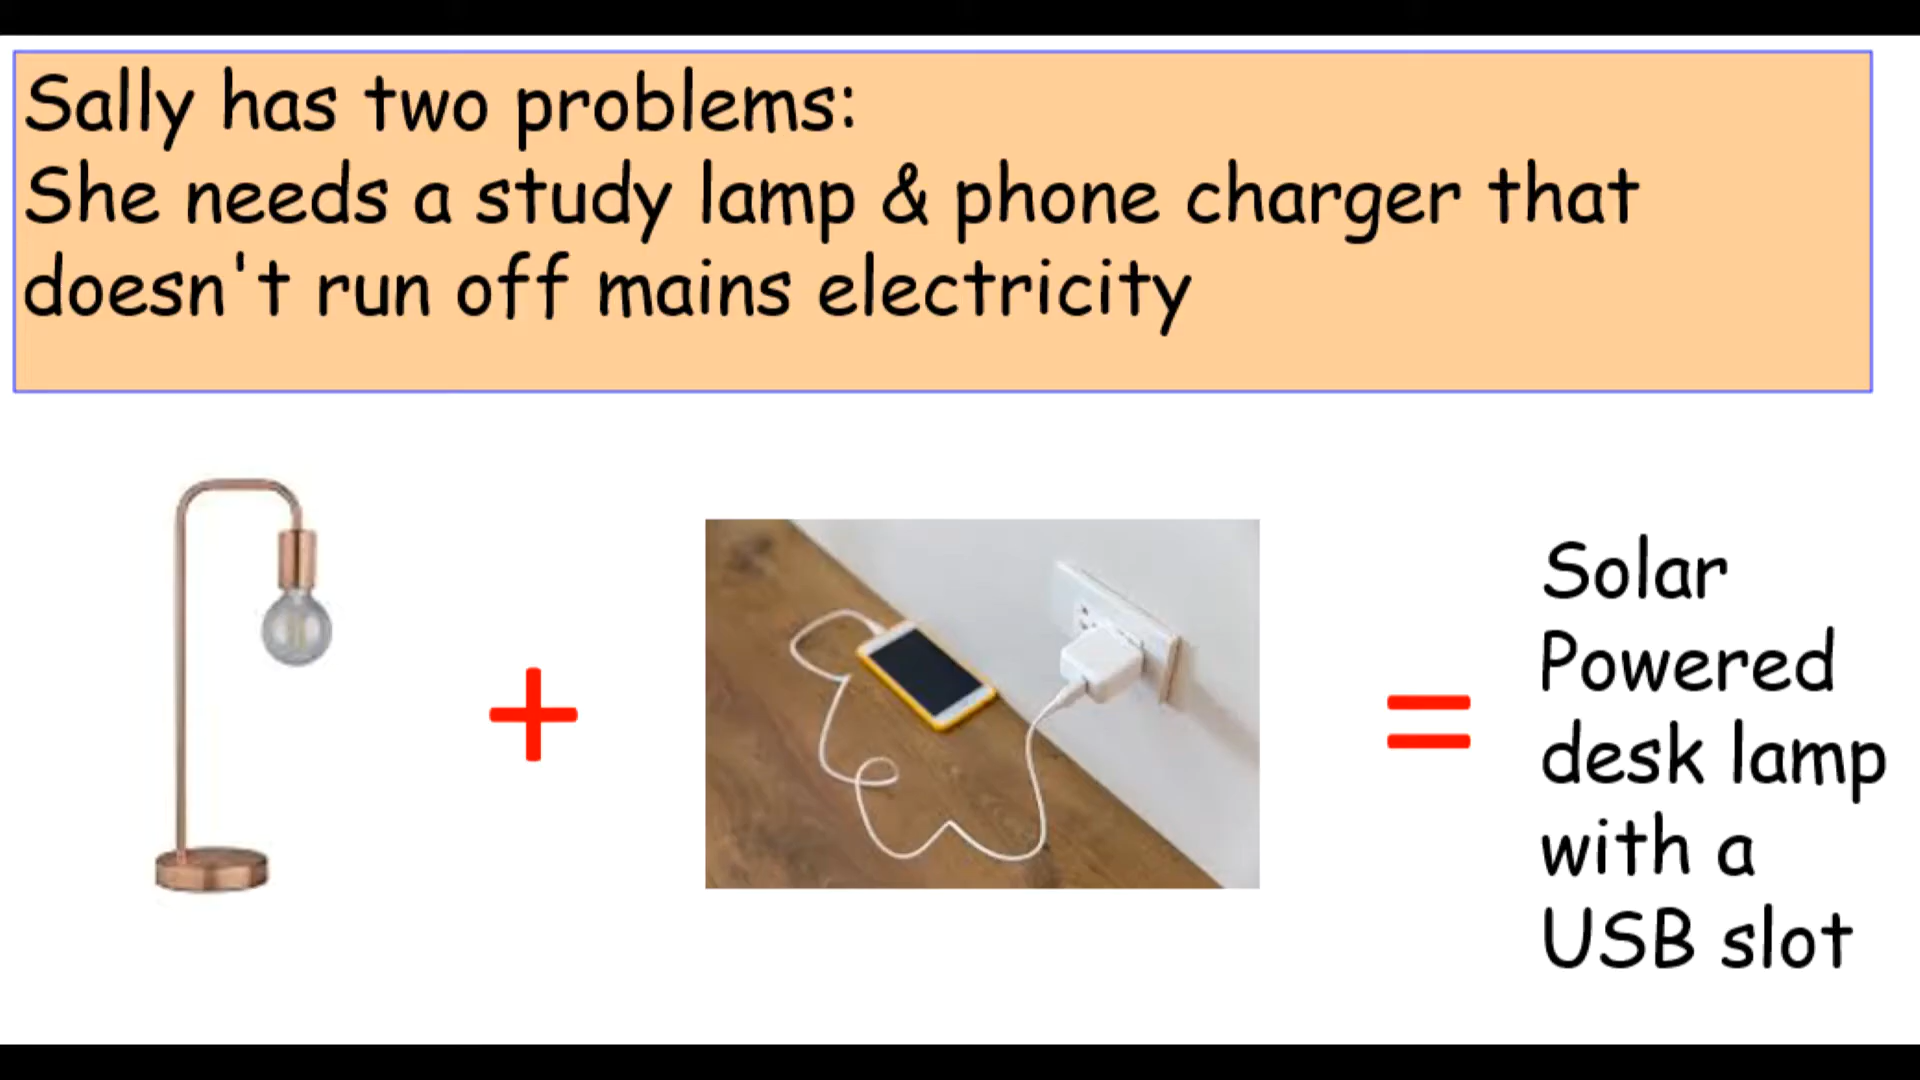 Sally has two problems:
She needs a study lamp & phone charger that
doesn't run off mains electricity
+
=
Solar
Powered
desk lamp
with a
USB slot